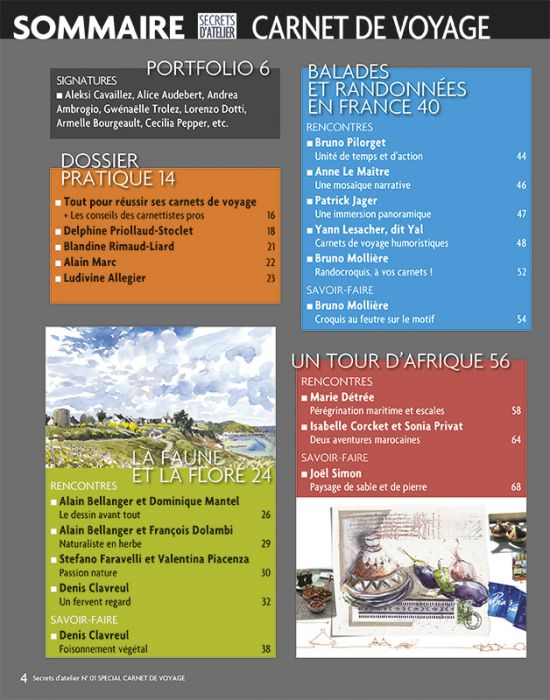 SOMMAIRE SECRETS D'ATELIER CARNET DE VOYAGE
PORTFOLIO 6
SIGNATURES
■ Aleksi Cavaillez, Alice Audebert, Andrea
Ambrogio, Gwénaëlle Trolez, Lorenzo Dotti,
Armelle Bourgeault, Cecilia Pepper, etc.
DOSSIER
PRATIQUE 14
■ Tout pour réussir ses carnets de voyage
+ Les conseils des carnettistes pros 16
■ Delphine Priollaud-Stoclet 18
■ Blandine Rimaud-Liard 21
■ Alain Marc 22
■ Ludivine Allegier 23
LA FAUNE
ET LA FLORE 24
RENCONTRES
■ Alain Bellanger et Dominique Mantel
Le dessin avant tout 26
■ Alain Bellanger et François Dolambi
Naturaliste en herbe 29
■ Stefano Faravelli et Valentina Piacenza
Passion nature 30
■ Denis Clavreul
Un fervent regard 32
SAVOIR-FAIRE
■ Denis Clavreul
Foisonnement végétal 38
BALADES
ET RANDONNÉES
EN FRANCE 40
RENCONTRES
■ Bruno Pilorget
Unité de temps et d'action 44
■ Anne Le Maître
Une mosaïque narrative 46
■ Patrick Jager
Une immersion panoramique 47
■ Yann Lesacher, dit Yal
Carnets de voyage humoristiques 48
■ Bruno Mollière
Randocroquis, à vos carnets ! 52
SAVOIR-FAIRE
■ Bruno Mollière
Croquis au feutre sur le motif 54
UN TOUR D'AFRIQUE 56
RENCONTRES
■ Marie Détrée
Pérégrination maritime et escales 58
■ Isabelle Corcket et Sonia Privat
Deux aventures marocaines 64
SAVOIR-FAIRE
■ Joël Simon
Paysage de sable et de pierre 68
4 Secrets d'atelier N° 01 SPECIAL CARNET DE VOYAGE